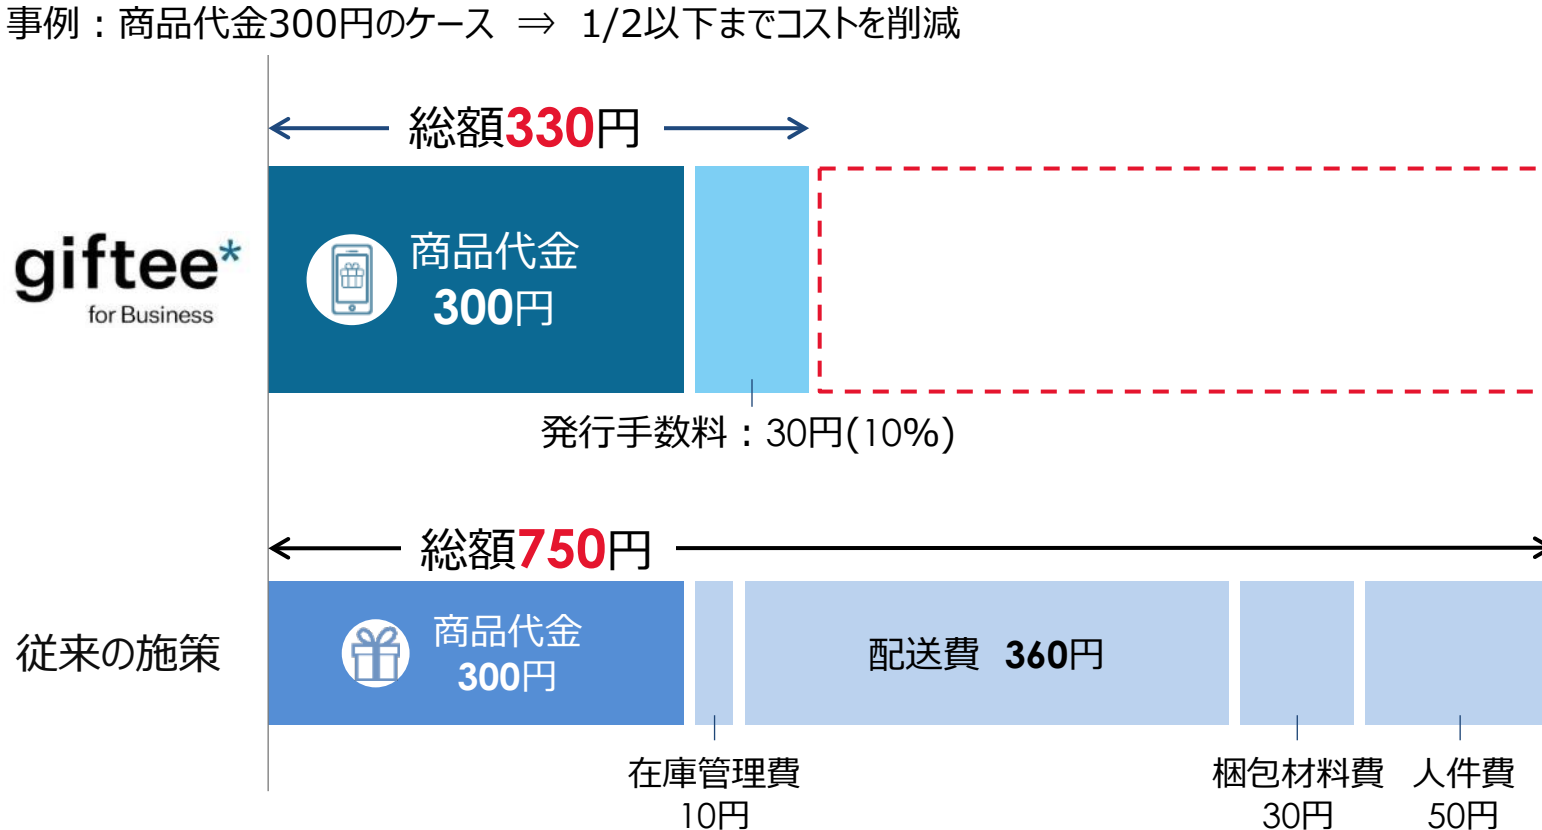 事例：商品代金300円のケース ⇒ 1/2以下までコストを削減
総額330円
giftee*
for Business
商品代金
300円
発行手数料：30円(10%)
総額750円
従来の施策
商品代金
300円
配送費 360円
在庫管理費
10円
梱包材料費
30円
人件費
50円